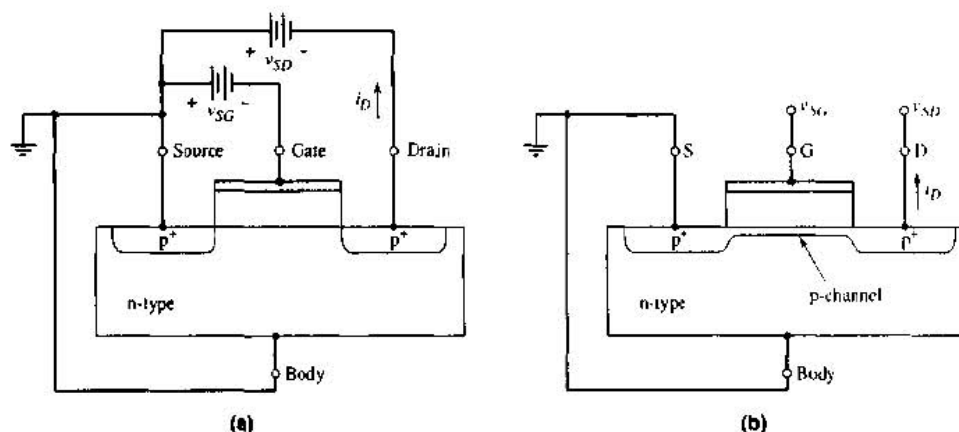 + v_SD -
+ v_SG -
i_D
Source
Gate
Drain
p+
p+
n-type
Body
(a)
v_SG
v_SD
S
G
D
i_D
p+
p+
p-channel
n-type
Body
(b)